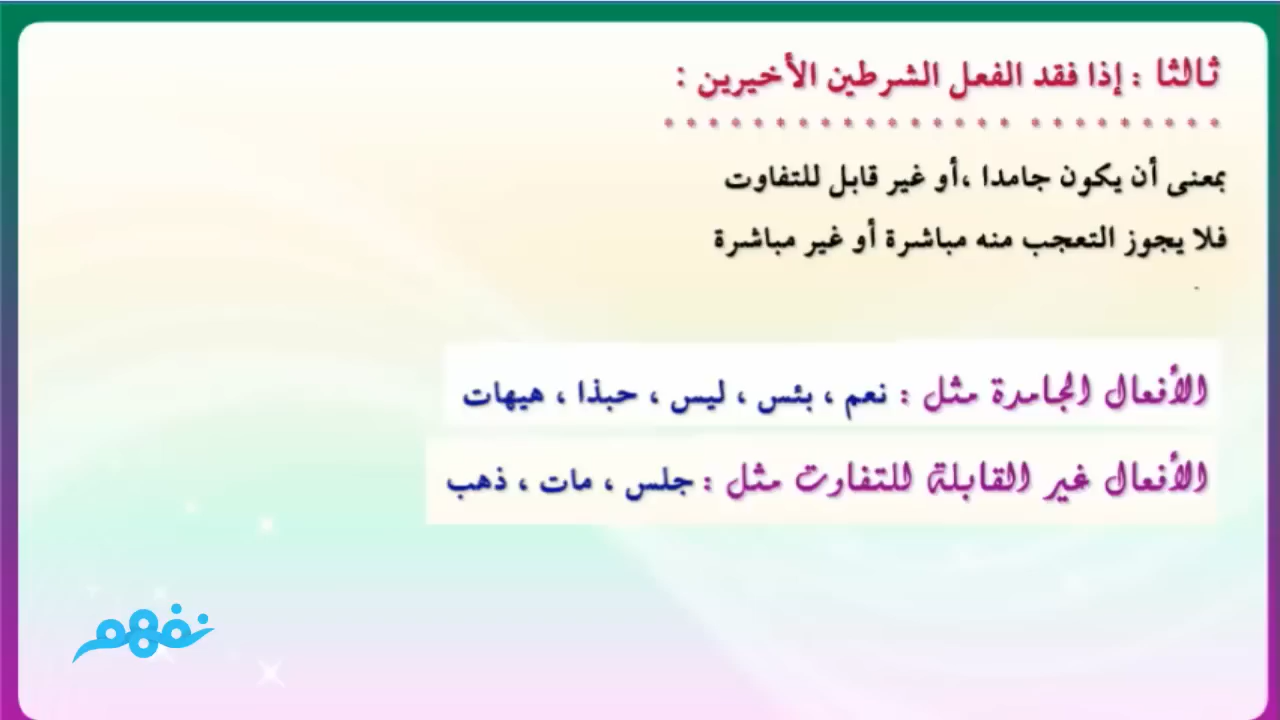 ثالثا : إذا فقد الفعل الشرطين الأخيرين :
بمعنى أن يكون جامدا ،أو غير قابل للتفاوت
فلا يجوز التعجب منه مباشرة أو غير مباشرة
الأفعال الجامدة مثل : نعم ، بئس ، ليس ، حبذا ، هيهات
الأفعال غير القابلة للتفاوت مثل : جلس ، مات ، ذهب
نفهم